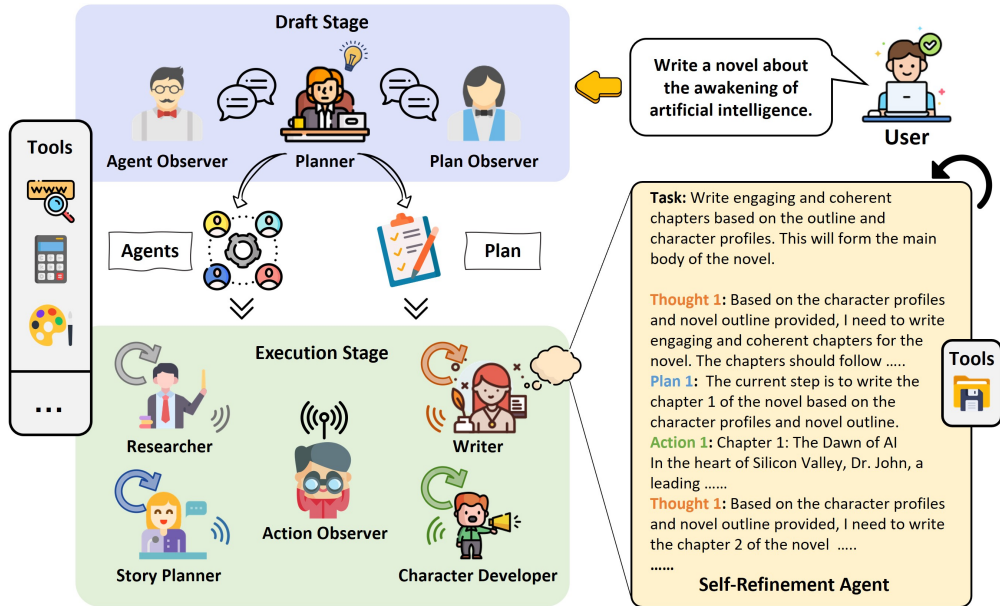 Draft Stage
Agent Observer
Planner
Plan Observer
Write a novel about
the awakening of
artificial intelligence.
User
Tools
www
...
Agents
Plan
Execution Stage
Researcher
Writer
Action Observer
Story Planner
Character Developer
Task: Write engaging and coherent
chapters based on the outline and
character profiles. This will form the main
body of the novel.
Thought 1: Based on the character profiles
and novel outline provided, I need to write
engaging and coherent chapters for the
novel. The chapters should follow .....
Plan 1: The current step is to write the
chapter 1 of the novel based on the
character profiles and novel outline.
Action 1: Chapter 1: The Dawn of AI
In the heart of Silicon Valley, Dr. John, a
leading ......
Thought 1: Based on the character profiles
and novel outline provided, I need to write
the chapter 2 of the novel .....
......
Self-Refinement Agent
Tools